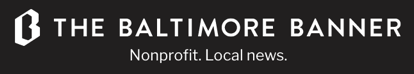 THE BALTIMORE BANNER
Nonprofit. Local news.